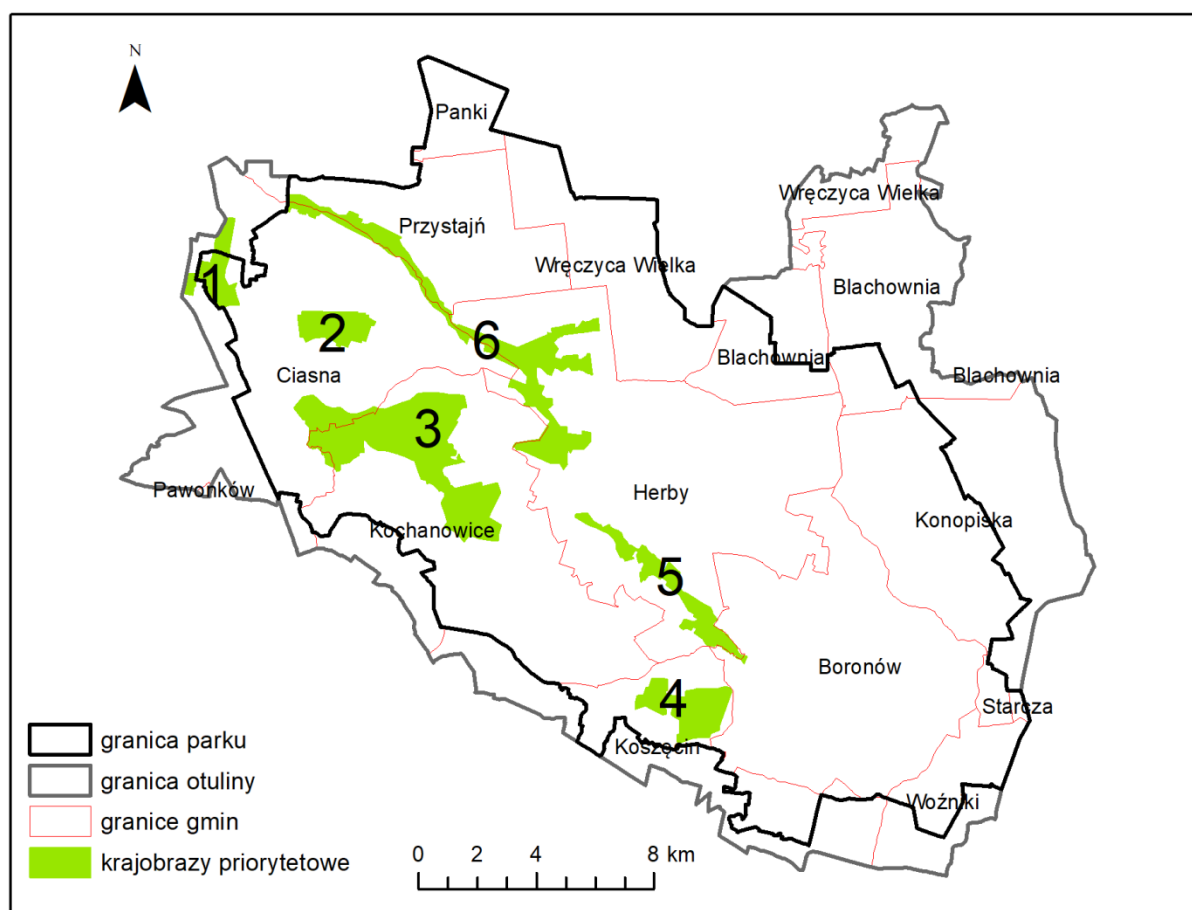 N
Panki
Wręczyca Wielka
Przystajń
Wręczyca Wielka
1
Blachownia
2
6
Blachownia
Ciasna
Blachownia
3
Pawonków
Herby
Kochanowice
Konopiska
5
Boronów
4
Starcza
Koszęcin
Woźniki
granica parku
granica otuliny
granice gmin
krajobrazy priorytetowe
0 2 4 8 km